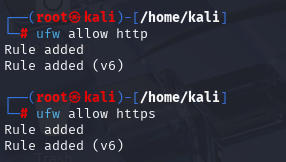 ┌──(root㉿kali)-[/home/kali]
└─# ufw allow http
Rule added
Rule added (v6)
┌──(root㉿kali)-[/home/kali]
└─# ufw allow https
Rule added
Rule added (v6)